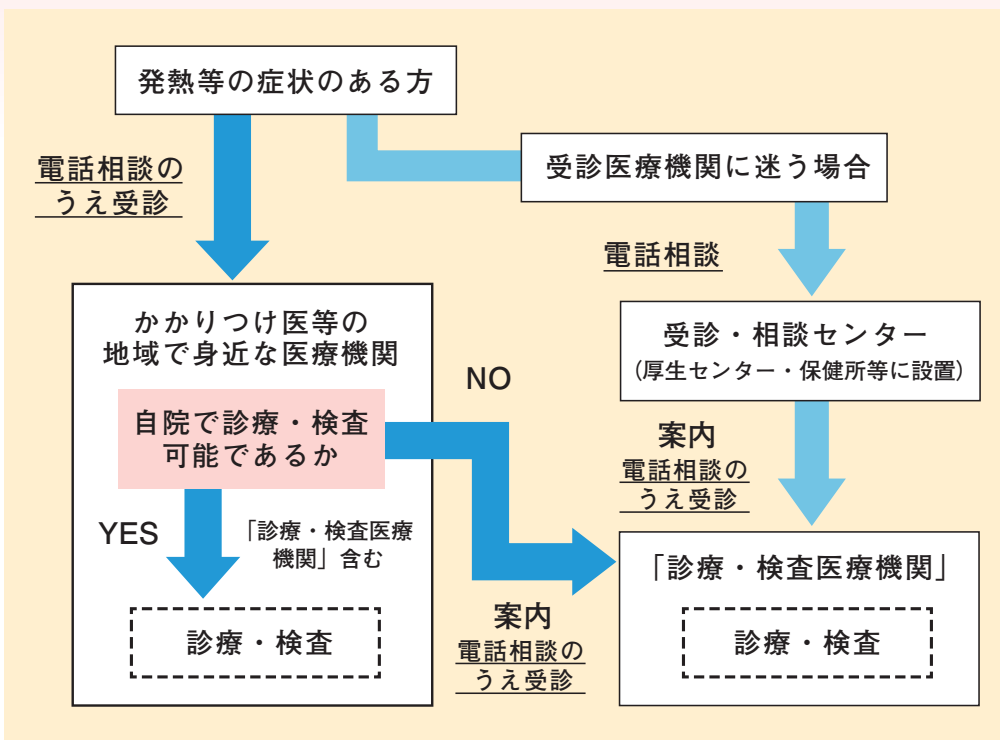 発熱等の症状のある方
電話相談の
うえ受診
受診医療機関に迷う場合
電話相談
かかりつけ医等の
地域で身近な医療機関
受診・相談センター
(厚生センター・保健所等に設置)
NO
自院で診療・検査
可能であるか
案内
電話相談の
うえ受診
YES
「診療・検査医療
機関」含む
診療・検査
案内
電話相談の
うえ受診
「診療・検査医療機関」
診療・検査